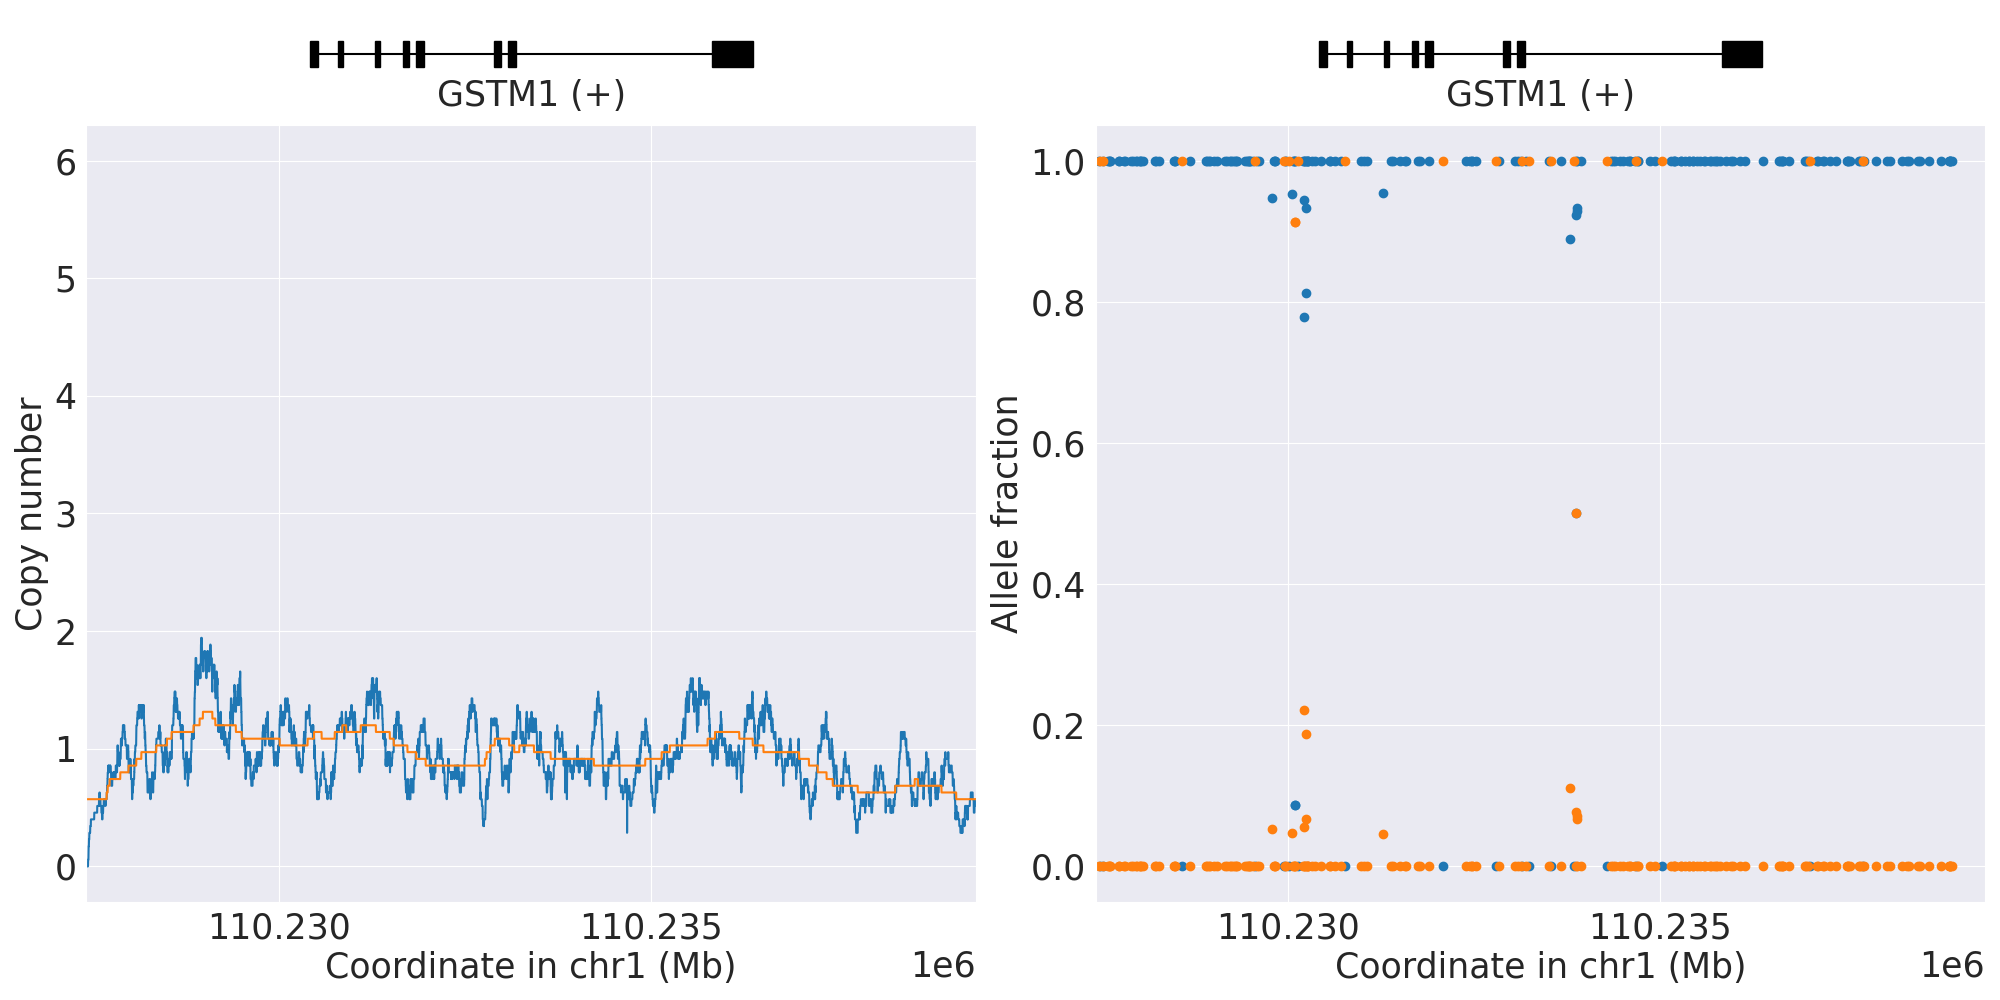 GSTM1 (+)
6
5
4
3
2
1
0
Copy number
110.230
110.235
Coordinate in chr1 (Mb)
1e6
GSTM1 (+)
1.0
0.8
0.6
0.4
0.2
0.0
Allele fraction
110.230
110.235
Coordinate in chr1 (Mb)
1e6